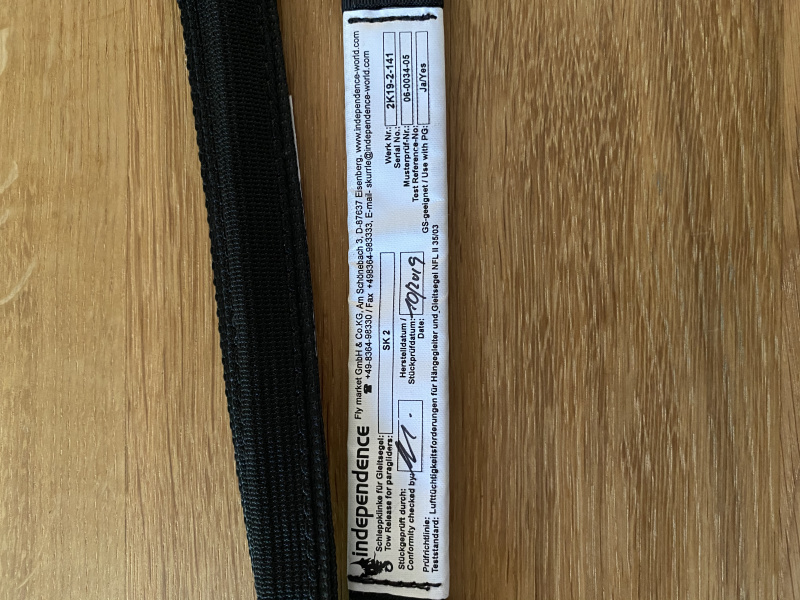 independence Fly market GmbH & Co.KG, Am Schönebach 3, D-87637 Eisenberg, www.independence-world.com
☎ +49-8364-98330 / Fax +498364-983333, E-mail- skurrle@independence-world.com
Schleppklinke für Gleitsegel:
Tow Release for paragliders:
SK 2
Werk Nr.:
Serial No.:
2K19-2-141
Stückgeprüft durch:
Conformity checked by:
Herstelldatum /
Stückprüfdatum:
Date:
10/2019
Musterprüf-Nr.:
Test Reference-No:
06-0034-05
GS-geeignet / Use with PG:
Ja/Yes
Prüfrichtlinie:
Teststandard: Lufttüchtigkeitsforderungen für Hängegleiter und Gleitsegel NFL II 35/03